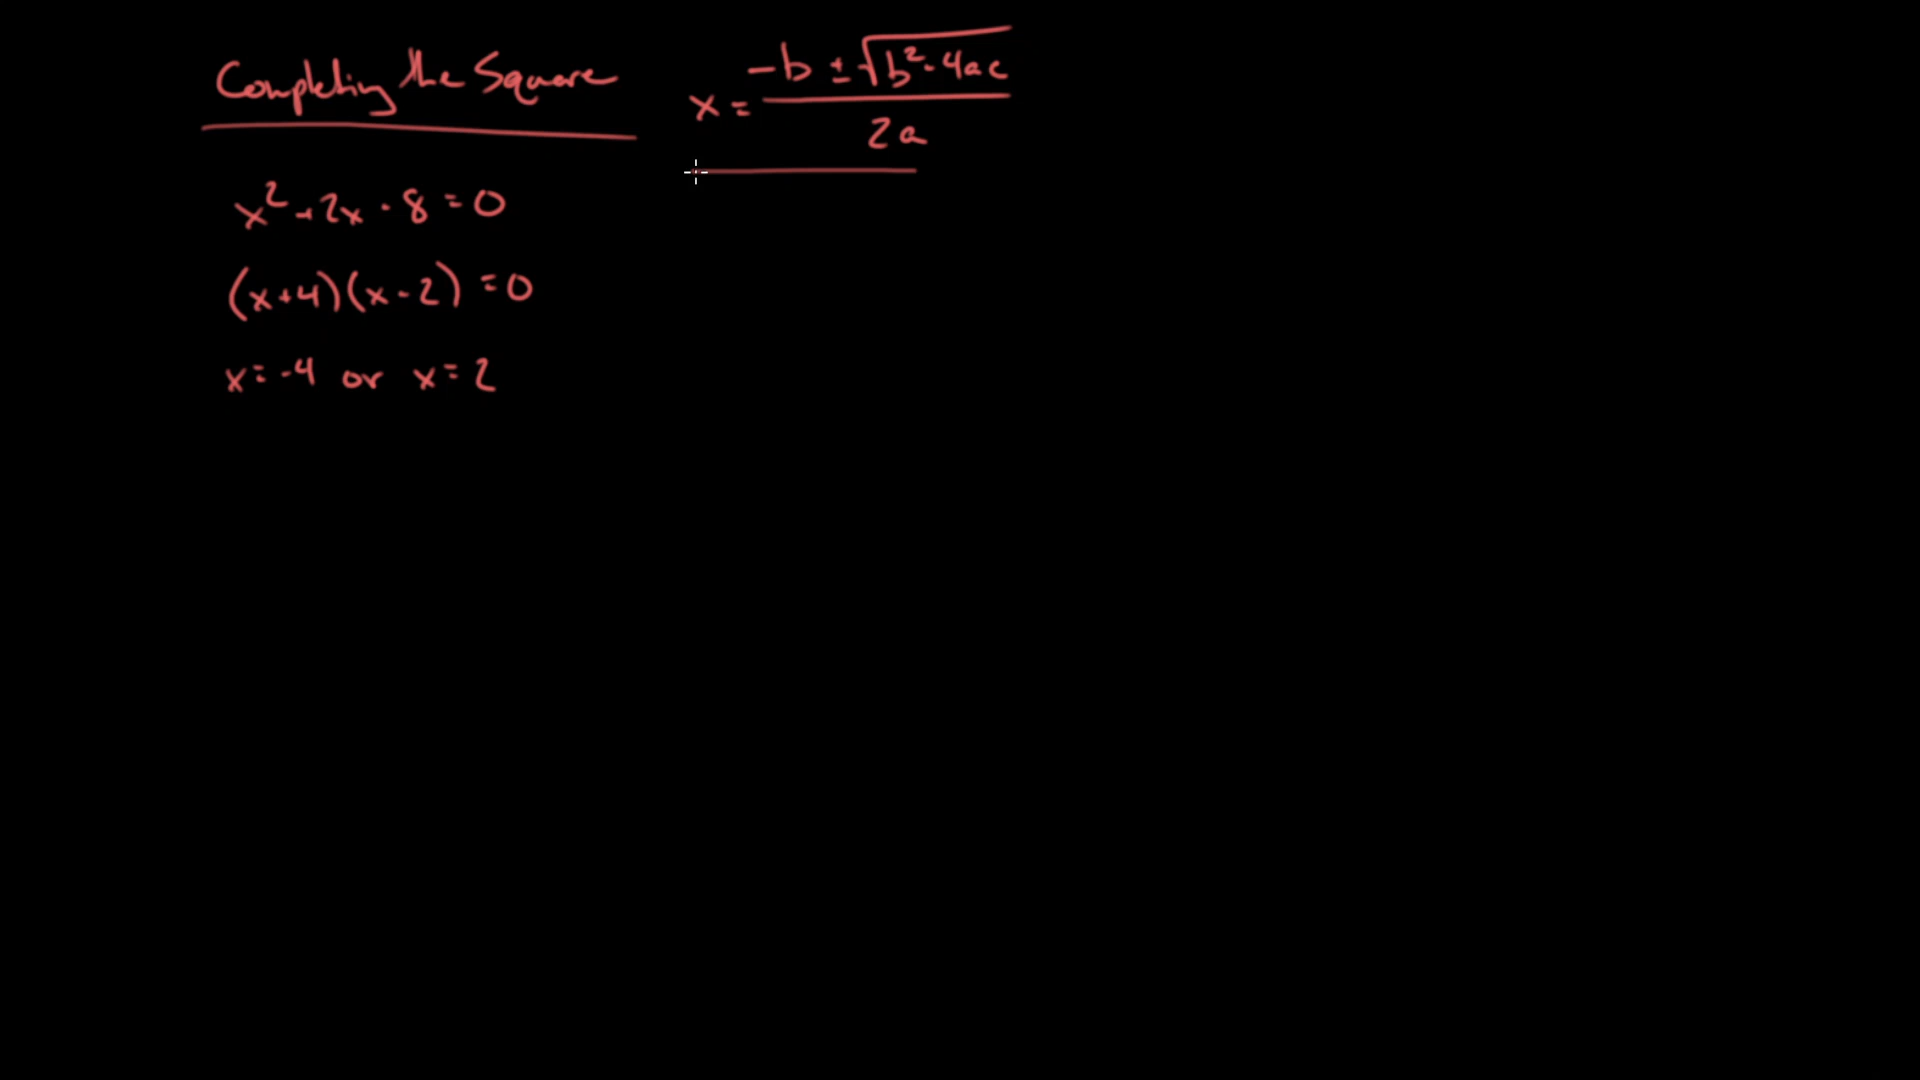 Completing the Square
x² + 2x - 8 = 0
(x+4)(x-2) = 0
x = -4 or x = 2
x = (-b ± √(b² - 4ac)) / 2a